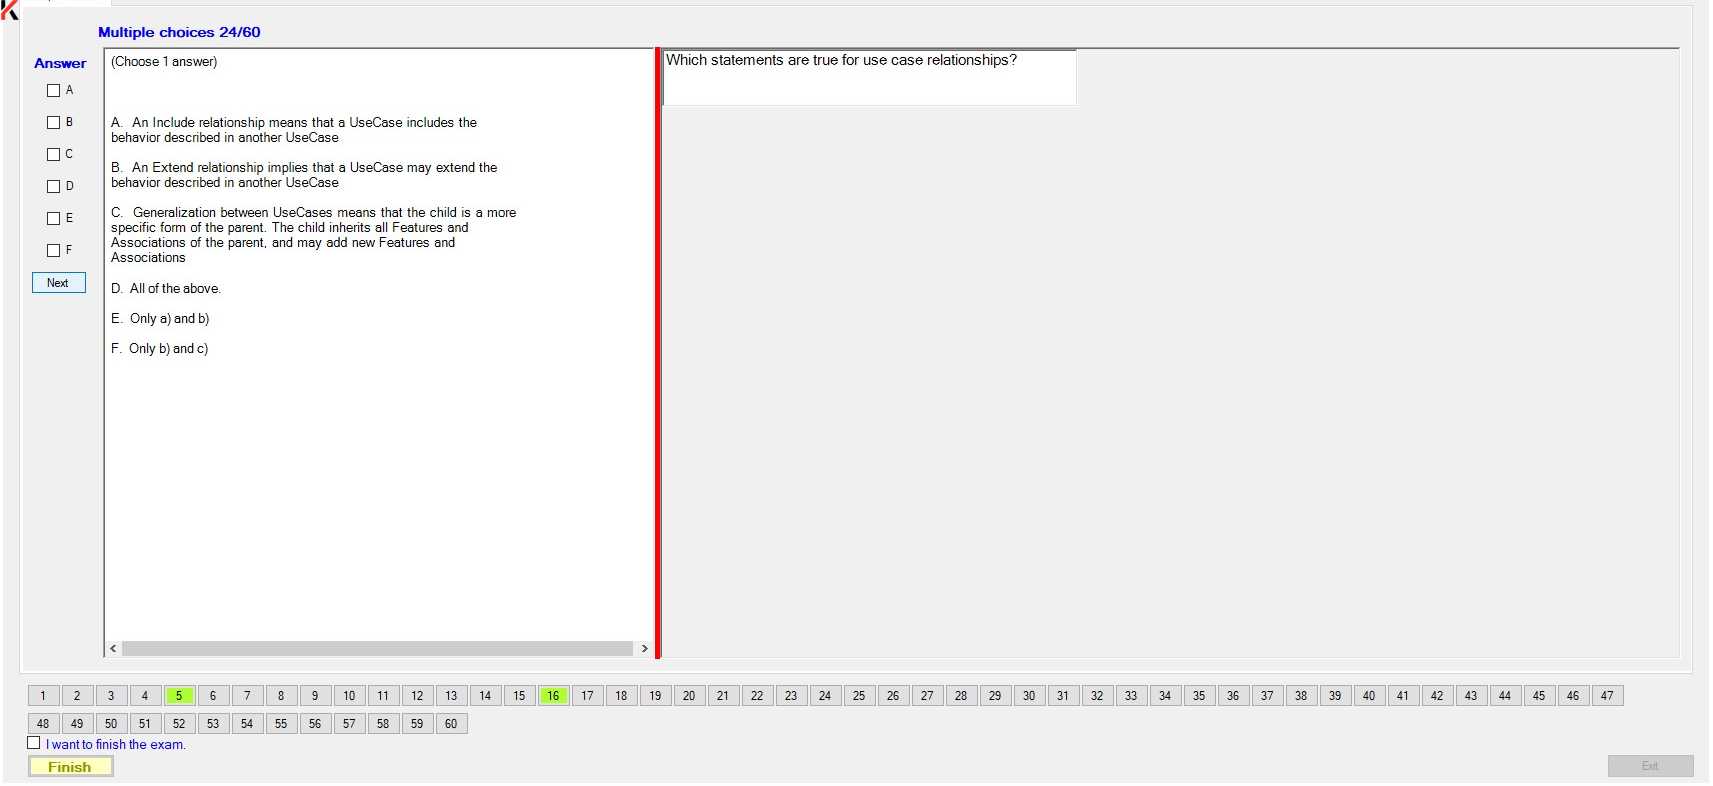 Multiple choices 24/60
Answer
A
B
C
D
E
F
Next
(Choose 1 answer)
A. An Include relationship means that a UseCase includes the
behavior described in another UseCase
B. An Extend relationship implies that a UseCase may extend the
behavior described in another UseCase
C. Generalization between UseCases means that the child is a more
specific form of the parent. The child inherits all Features and
Associations of the parent, and may add new Features and
Associations
D. All of the above.
E. Only a) and b)
F. Only b) and c)
Which statements are true for use case relationships?
1 2 3 4 5 6 7 8 9 10 11 12 13 14 15 16 17 18 19 20 21 22 23 24 25 26 27 28 29 30 31 32 33 34 35 36 37 38 39 40 41 42 43 44 45 46 47
48 49 50 51 52 53 54 55 56 57 58 59 60
I want to finish the exam.
Finish
Exit